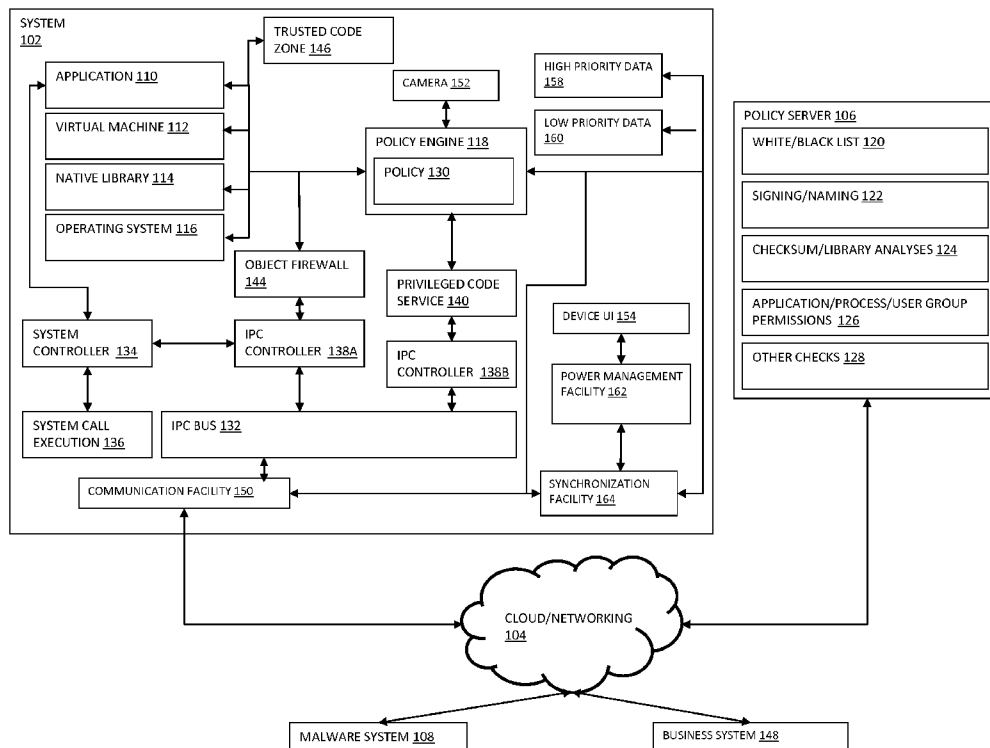 SYSTEM
102
TRUSTED CODE
ZONE 146
APPLICATION 110
VIRTUAL MACHINE 112
NATIVE LIBRARY 114
OPERATING SYSTEM 116
CAMERA 152
POLICY ENGINE 118
POLICY 130
HIGH PRIORITY DATA
158
LOW PRIORITY DATA
160
OBJECT FIREWALL
144
PRIVILEGED CODE
SERVICE 140
DEVICE UI 154
SYSTEM
CONTROLLER 134
IPC
CONTROLLER 138A
IPC
CONTROLLER 138B
POWER MANAGEMENT
FACILITY 162
SYSTEM CALL
EXECUTION 136
IPC BUS 132
COMMUNICATION FACILITY 150
SYNCHRONIZATION
FACILITY 164
POLICY SERVER 106
WHITE/BLACK LIST 120
SIGNING/NAMING 122
CHECKSUM/LIBRARY ANALYSES 124
APPLICATION/PROCESS/USER GROUP
PERMISSIONS 126
OTHER CHECKS 128
CLOUD/NETWORKING
104
MALWARE SYSTEM 108
BUSINESS SYSTEM 148